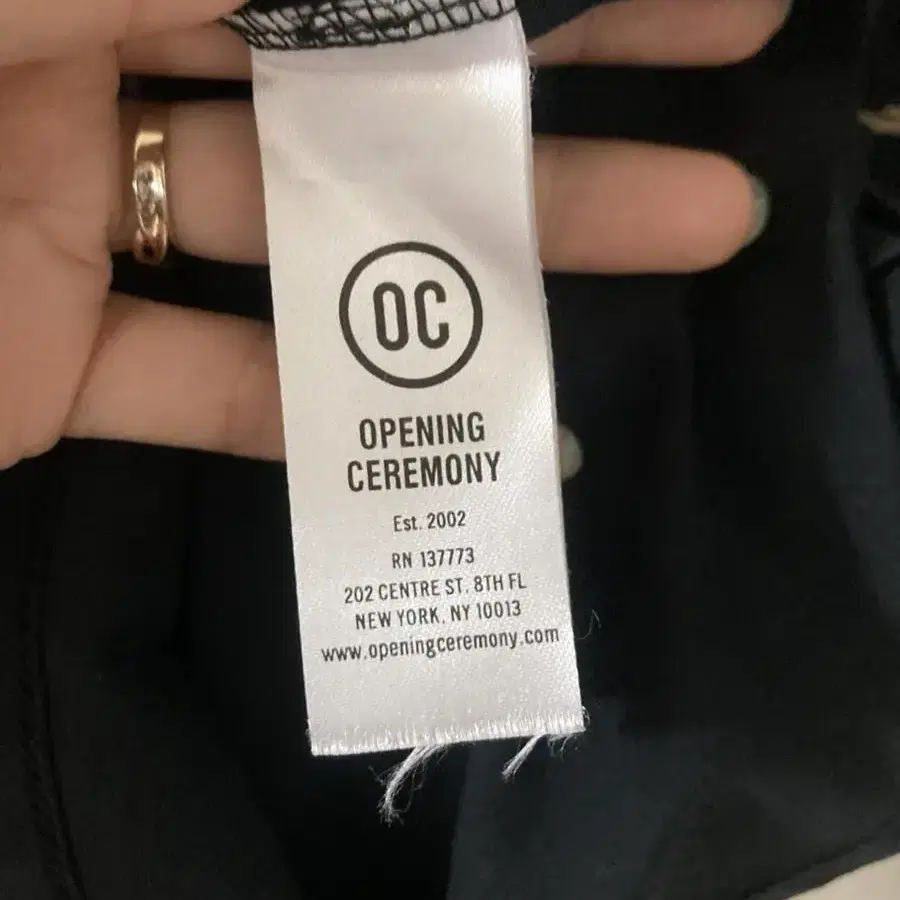 OC
OPENING
CEREMONY
Est. 2002
RN 137773
202 CENTRE ST. 8TH FL
NEW YORK, NY 10013
www.openingceremony.com